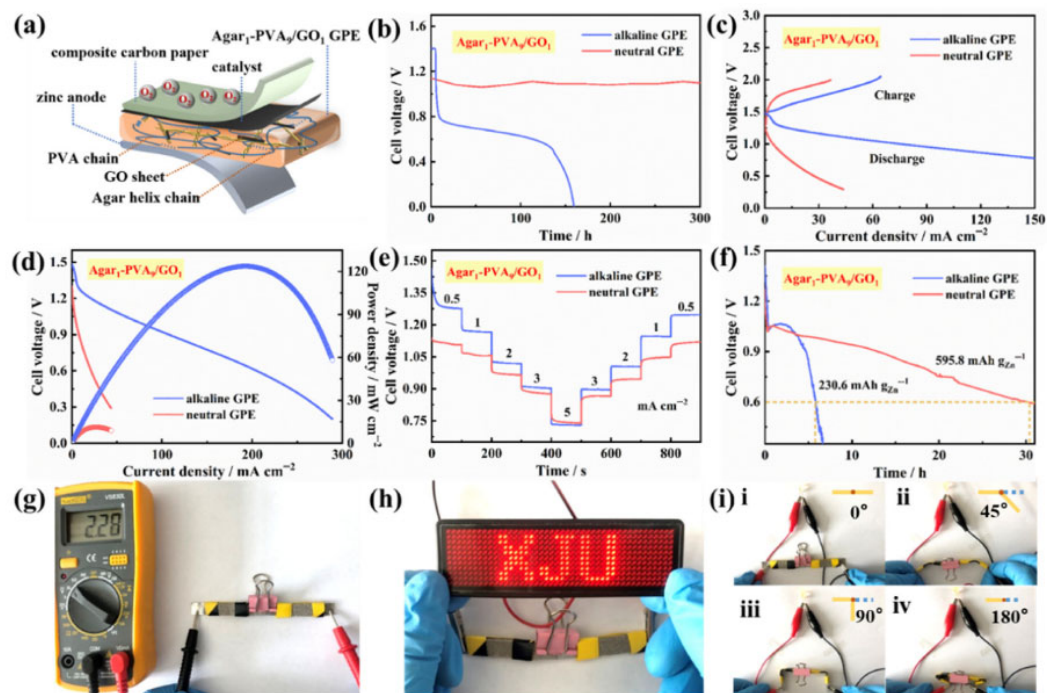 (a)
Agar₁-PVA₉/GO₁ GPE
composite carbon paper
catalyst
zinc anode
O₂ O₂ O₂ O₂ O₂
PVA chain
GO sheet
Agar helix chain
(b)
Agar₁-PVA₉/GO₁
alkaline GPE
neutral GPE
Cell voltage / V
1.8
1.2
0.6
0.0
0 100 200 300
Time / h
(c)
Agar₁-PVA₉/GO₁
alkaline GPE
neutral GPE
Cell voltage / V
3.0
2.5
2.0
1.5
1.0
0.5
0.0
Charge
Discharge
0 30 60 90 120 150
Current density / mA cm⁻²
(d)
Agar₁-PVA₉/GO₁
Cell voltage / V
1.5
1.2
0.9
0.6
0.3
0.0
alkaline GPE
neutral GPE
120
90
60
30
0
Power density / mW cm⁻²
0 100 200 300
Current density / mA cm⁻²
(e)
Agar₁-PVA₉/GO₁
alkaline GPE
neutral GPE
Cell voltage / V
1.50
1.35
1.20
1.05
0.90
0.75
0.5
1
2
3
5
3
2
1
0.5
mA cm⁻²
0 200 400 600 800
Time / s
(f)
Agar₁-PVA₉/GO₁
alkaline GPE
neutral GPE
Cell voltage / V
1.5
1.2
0.9
0.6
595.8 mAh gZn⁻¹
230.6 mAh gZn⁻¹
0 10 20 30
Time / h
(g)
2.28
(h)
XJU
(i)
i
0°
ii
45°
iii
90°
iv
180°